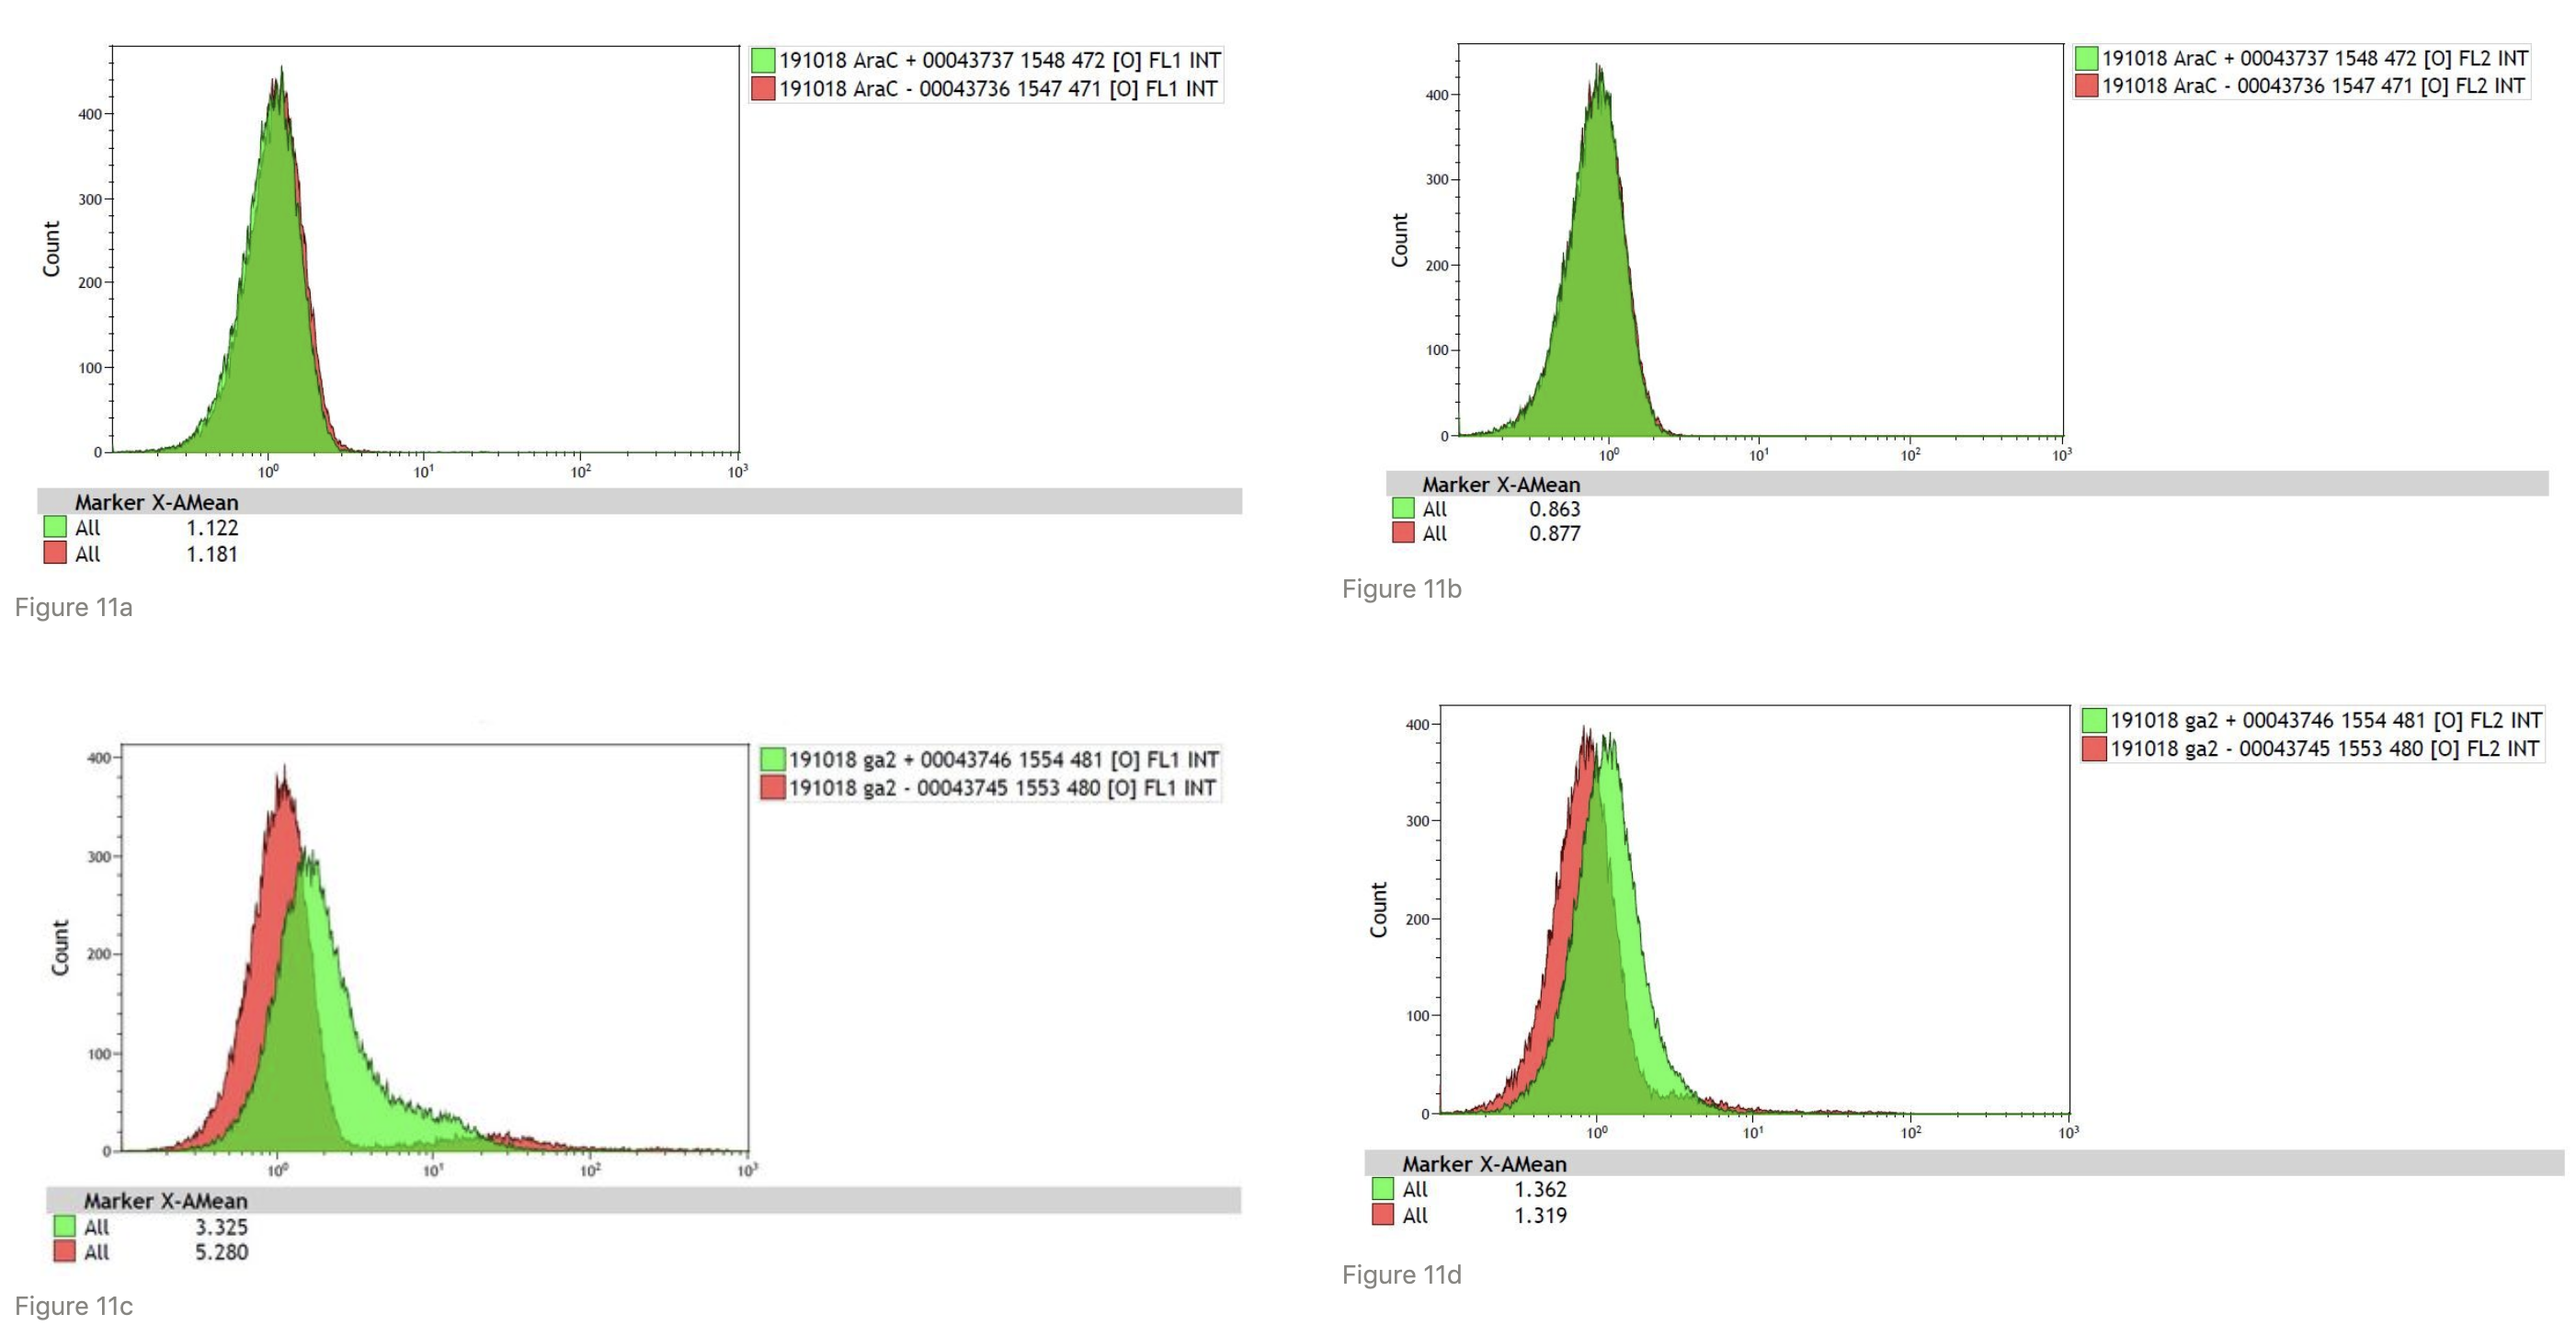 191018 AraC + 00043737 1548 472 [O] FL1 INT
191018 AraC - 00043736 1547 471 [O] FL1 INT
Count
400
300
200
100
0
10⁰ 10¹ 10² 10³
Marker X-AMean
All 1.122
All 1.181
Figure 11a
191018 AraC + 00043737 1548 472 [O] FL2 INT
191018 AraC - 00043736 1547 471 [O] FL2 INT
Count
400
300
200
100
0
10⁰ 10¹ 10² 10³
Marker X-AMean
All 0.863
All 0.877
Figure 11b
191018 ga2 + 00043746 1554 481 [O] FL1 INT
191018 ga2 - 00043745 1553 480 [O] FL1 INT
Count
400
300
200
100
0
10⁰ 10¹ 10² 10³
Marker X-AMean
All 3.325
All 5.280
Figure 11c
191018 ga2 + 00043746 1554 481 [O] FL2 INT
191018 ga2 - 00043745 1553 480 [O] FL2 INT
Count
400
300
200
100
0
10⁰ 10¹ 10² 10³
Marker X-AMean
All 1.362
All 1.319
Figure 11d